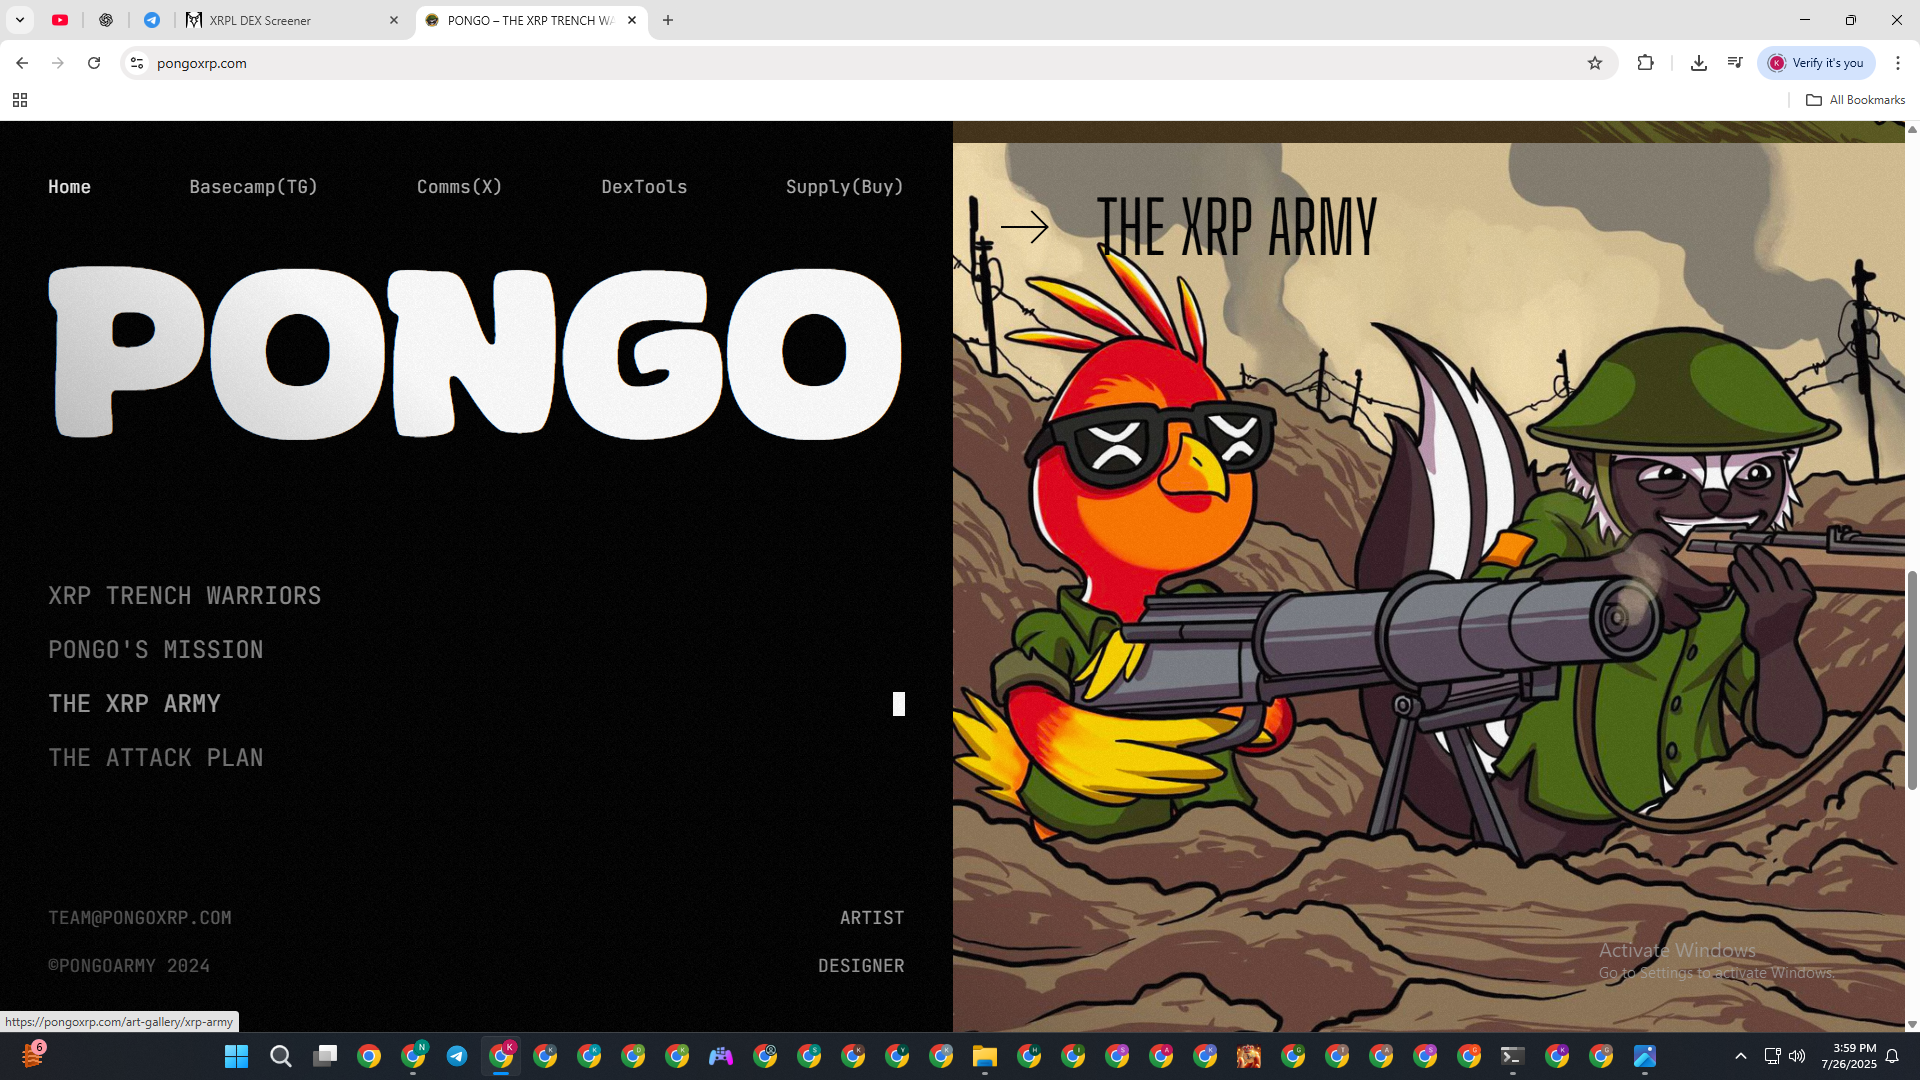 XRPL DEX Screener
PONGO – THE XRP TRENCH WA
pongoxrp.com
K
Verify it's you
All Bookmarks
Home
Basecamp(TG)
Comms(X)
DexTools
Supply(Buy)
PONGO
XRP TRENCH WARRIORS
PONGO'S MISSION
THE XRP ARMY
THE ATTACK PLAN
TEAM@PONGOXRP.COM
ARTIST
©PONGOARMY 2024
DESIGNER
THE XRP ARMY
Activate Windows
Go to Settings to activate Windows.
https://pongoxrp.com/art-gallery/xrp-army
6
3:59 PM
7/26/2025